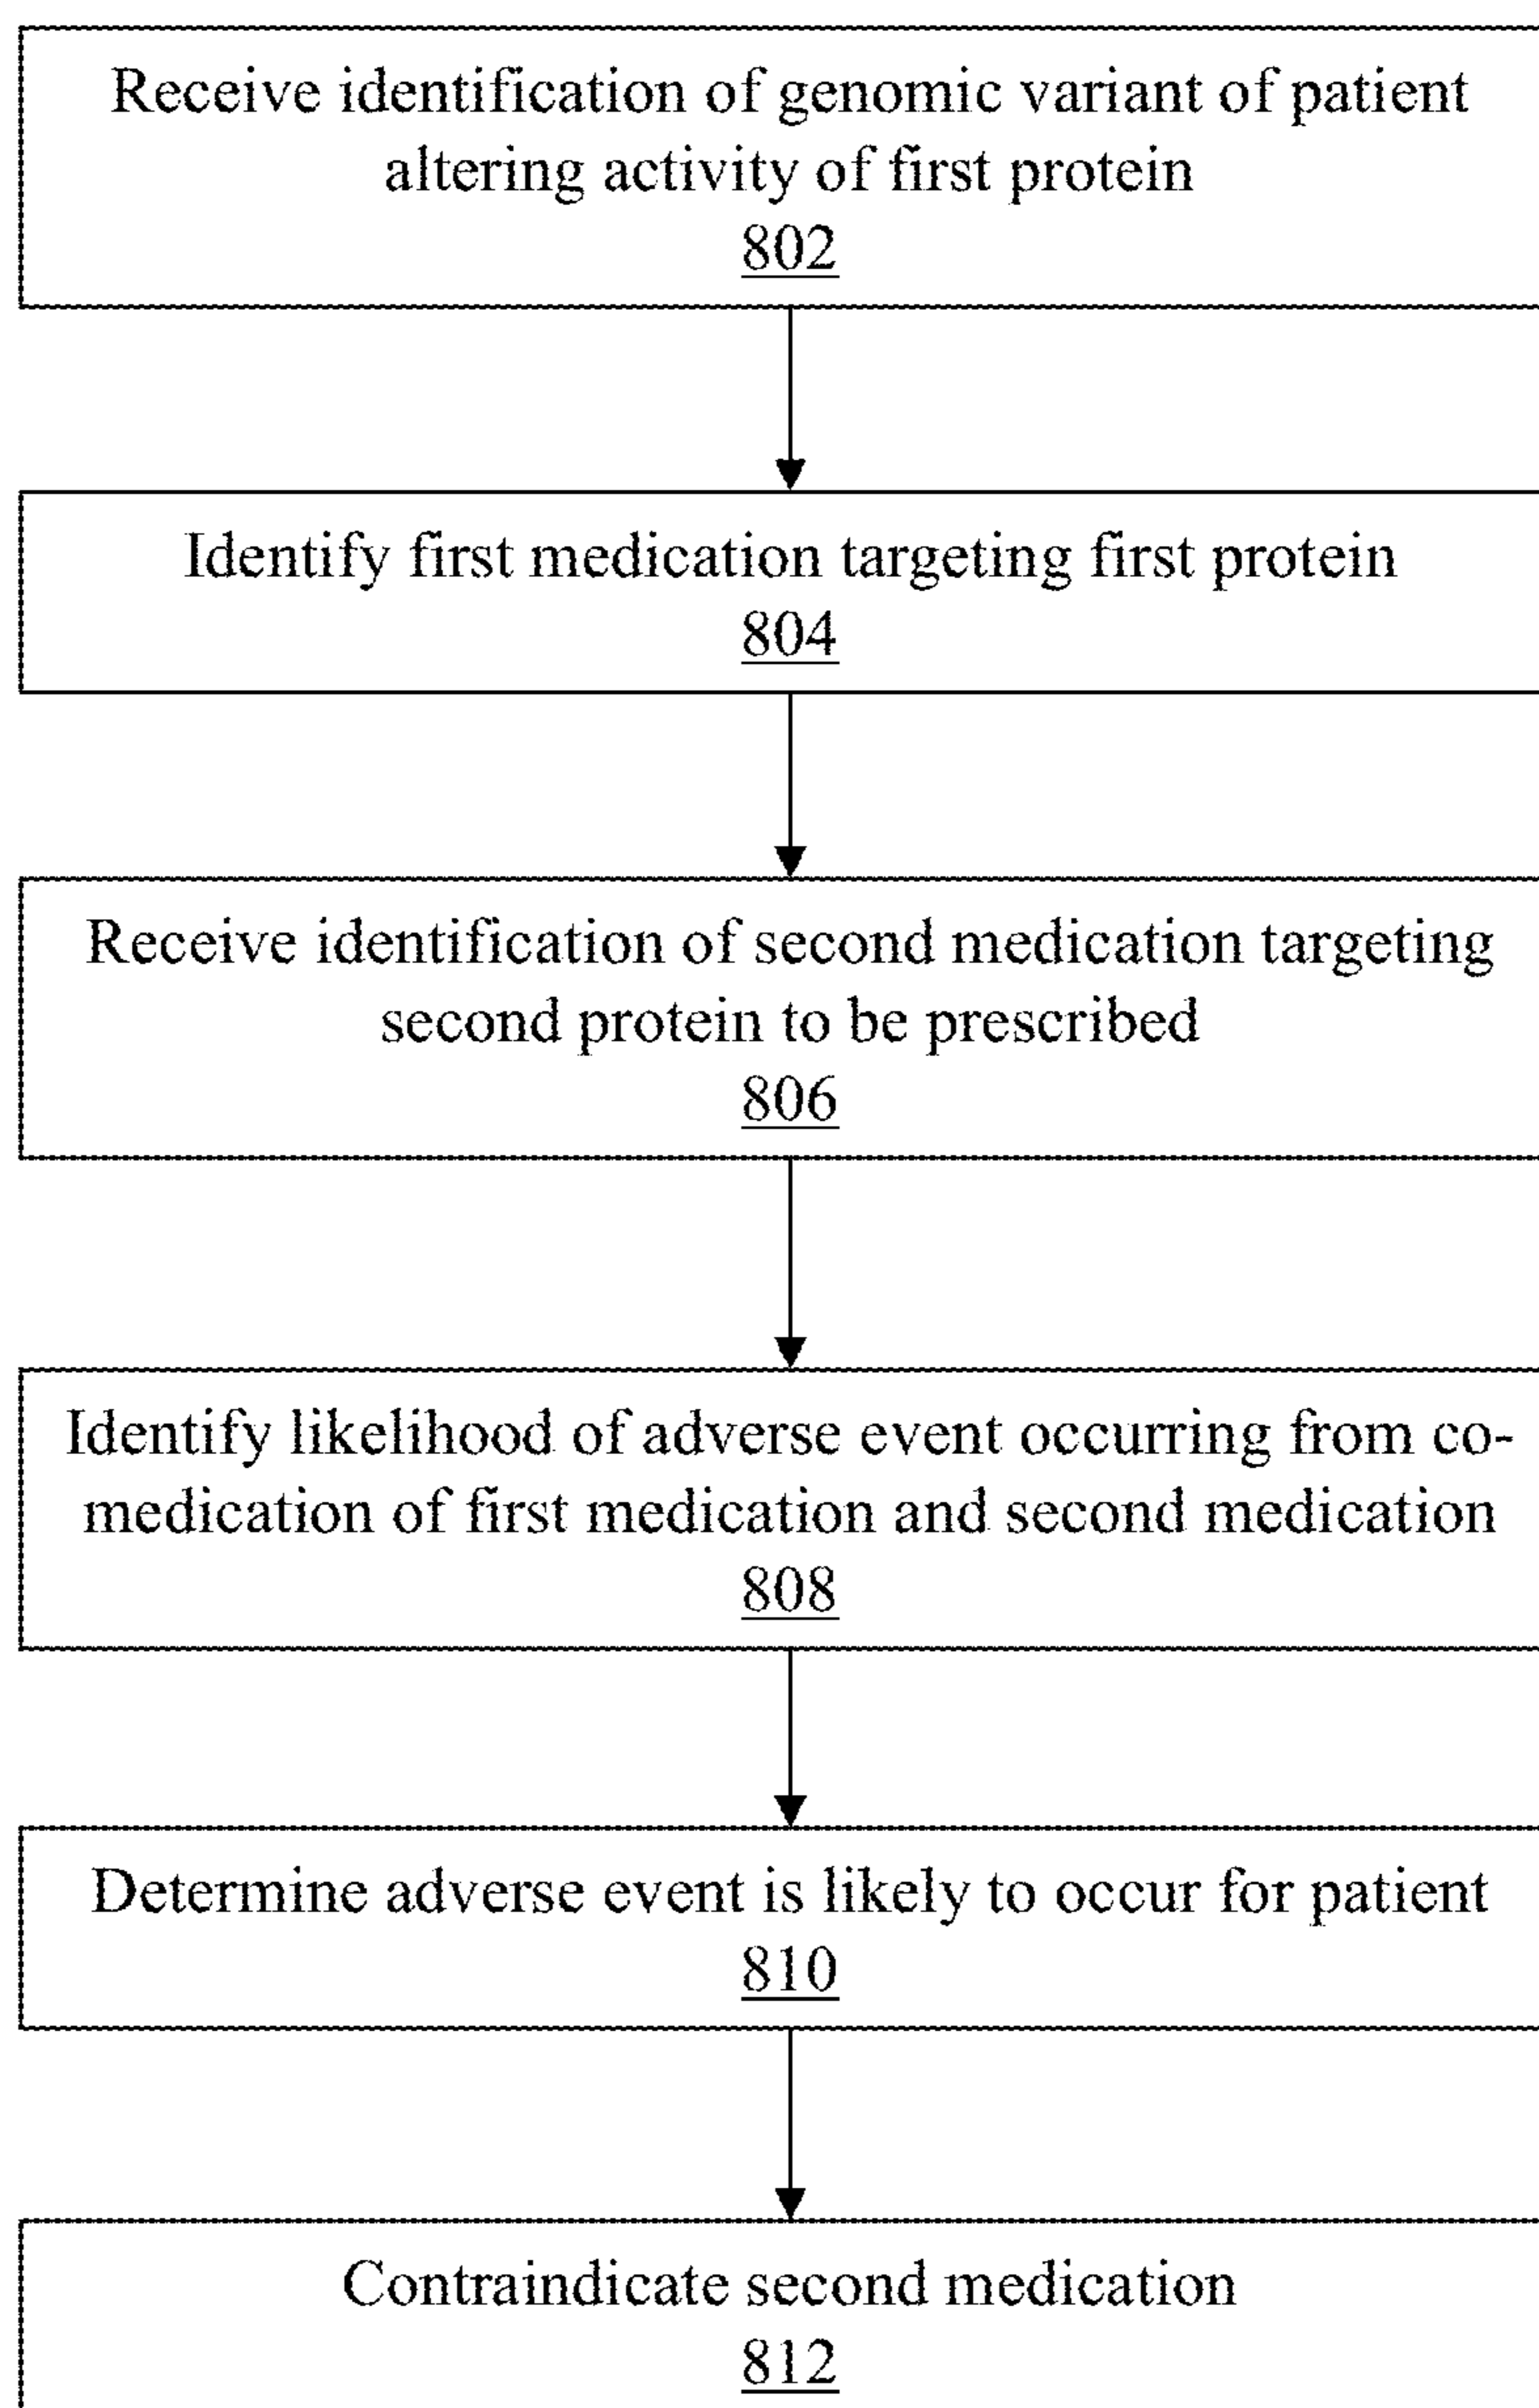 Receive identification of genomic variant of patient
altering activity of first protein
802
Identify first medication targeting first protein
804
Receive identification of second medication targeting
second protein to be prescribed
806
Identify likelihood of adverse event occurring from co-
medication of first medication and second medication
808
Determine adverse event is likely to occur for patient
810
Contraindicate second medication
812